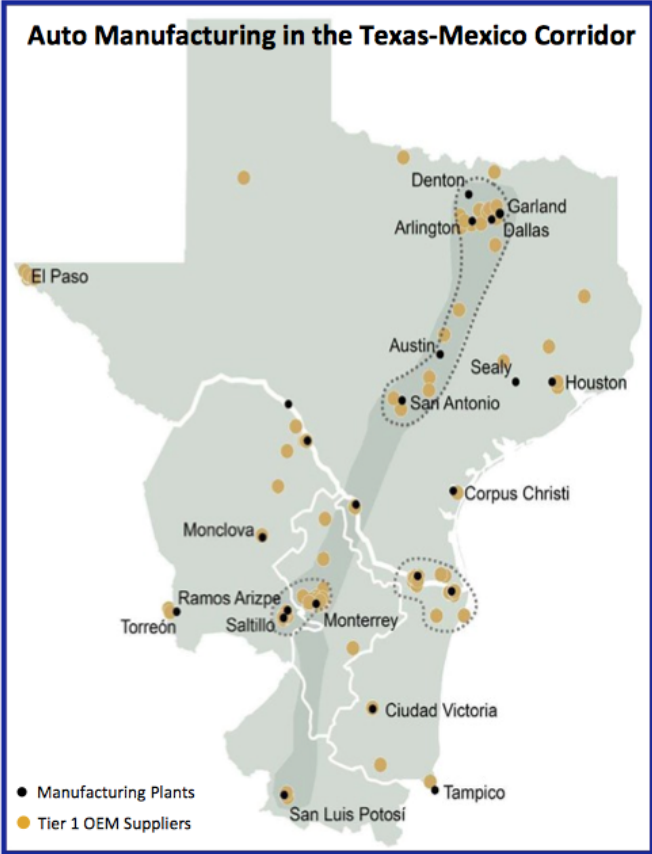 Auto Manufacturing in the Texas-Mexico Corridor
Denton
Garland
Arlington
Dallas
El Paso
Austin
Sealy
Houston
San Antonio
Corpus Christi
Monclova
Ramos Arizpe
Torreón
Saltillo
Monterrey
Ciudad Victoria
Manufacturing Plants
Tampico
San Luis Potosí
Tier 1 OEM Suppliers